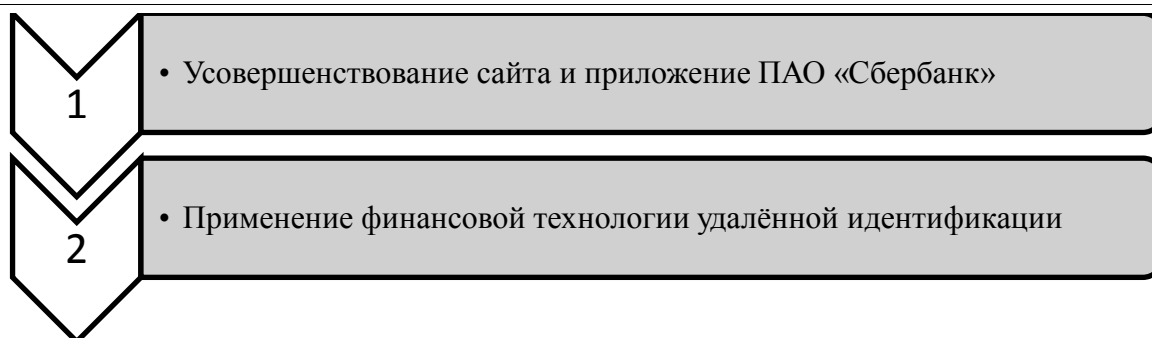 1
• Усовершенствование сайта и приложение ПАО «Сбербанк»
2
• Применение финансовой технологии удалённой идентификации